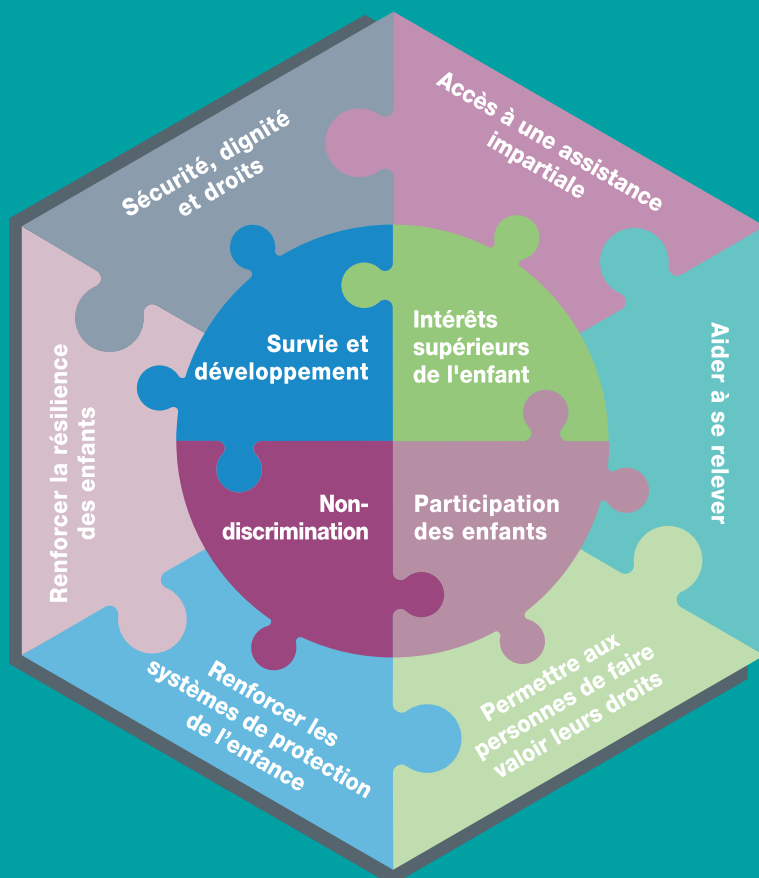 Sécurité, dignité
et droits
Accès à une assistance
impartiale
Aider à se relever
Permettre aux
personnes de faire
valoir leurs droits
Renforcer les
systèmes de protection
de l’enfance
Renforcer la résilience
des enfants
Survie et
développement
Intérêts
supérieurs
de l'enfant
Non-
discrimination
Participation
des enfants